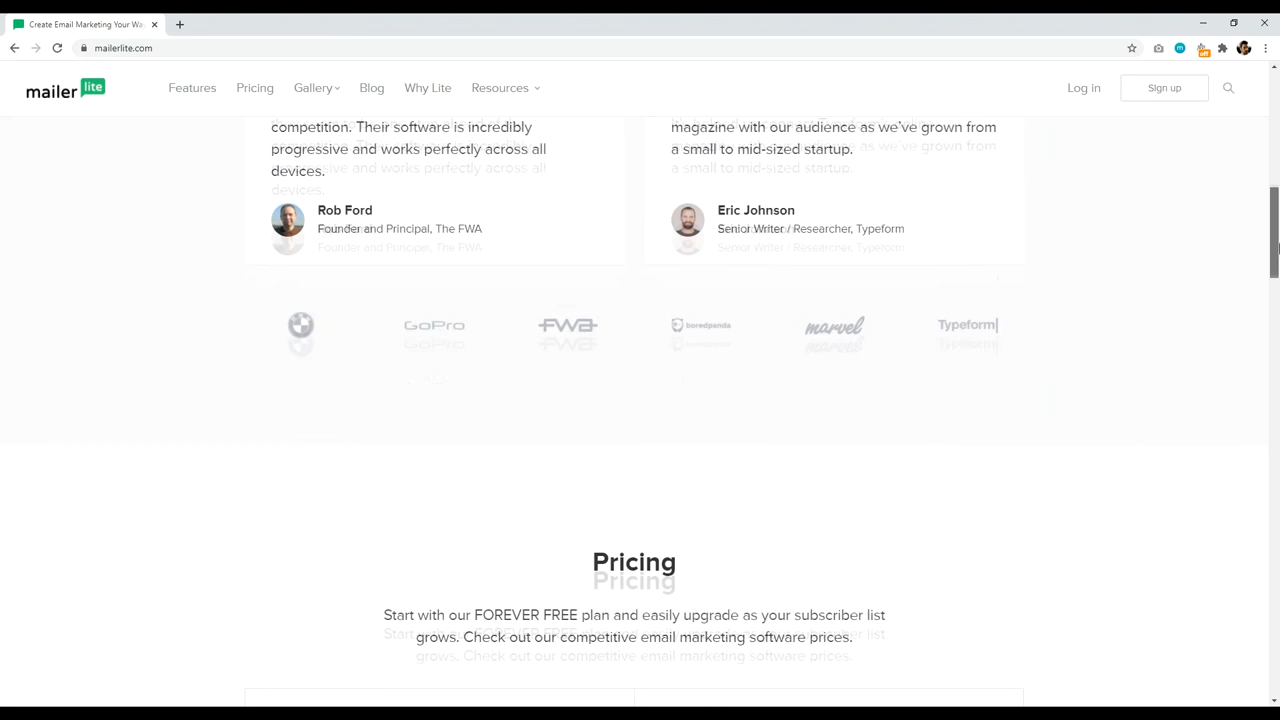 Create Email Marketing Your Wa
mailerlite.com
off
mailer lite
Features Pricing Gallery Blog Why Lite Resources Log in Sign up
competition. Their software is incredibly
progressive and works perfectly across all
devices.
Rob Ford
Founder and Principal, The FWA
magazine with our audience as we've grown from
a small to mid-sized startup.
Eric Johnson
Senior Writer / Researcher, Typeform
GoPro FWA boredpanda marvel Typeform
Pricing
Start with our FOREVER FREE plan and easily upgrade as your subscriber list
grows. Check out our competitive email marketing software prices.